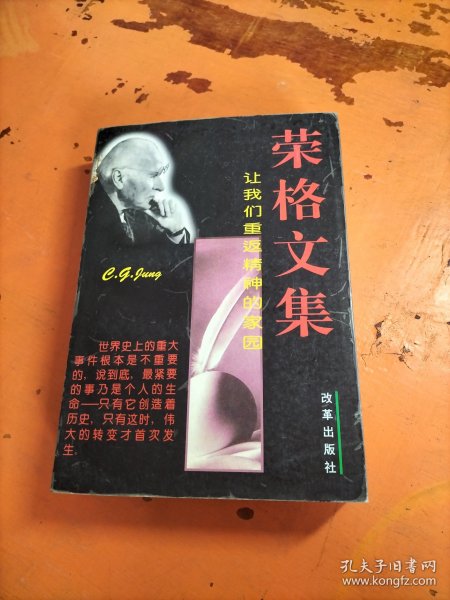 荣格文集
让我们重返精神的家园
C.G.Jung
世界史上的重大
事件根本是不重要
的，说到底，最紧要
的事乃是个人的生
命——只有它创造着
历史，只有这时，伟
大的转变才首次发
生.
改革出版社
孔夫子旧书网
www.kongfz.com